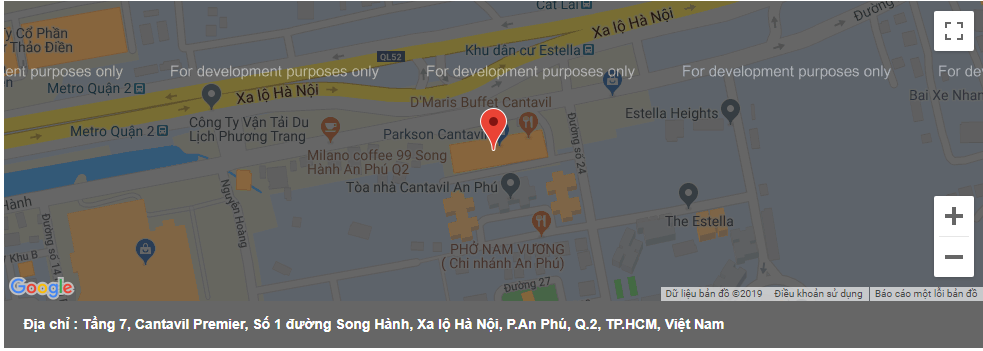 Cat Lái
Xa lộ Hà Nội
Đường
Ty Cổ Phần
Thảo Điền
Khu dân cư Estella
QL52
ent purposes only
For development purposes only
For development purposes only
For development purposes only
For de
Metro Quận 2
Xa lộ Hà Nội
Bai Xe Nhan
D'Maris Buffet Cantavil
Công Ty Vận Tải Du
Lịch Phương Trang
Estella Heights
Metro Quận 2
Parkson Cantavil
Đường số 24
Milano coffee 99 Song
Hành An Phú Q2
Tòa nhà Cantavil An Phú
Hành
Nguyễn Hoàng
Đường số 14
The Estella
PHỞ NAM VƯƠNG
( Chi nhánh An Phú)
Khu B
Đường 27
Google
Dữ liệu bản đồ ©2019
Điều khoản sử dụng
Báo cáo một lỗi bản đồ
Địa chỉ : Tầng 7, Cantavil Premier, Số 1 đường Song Hành, Xa lộ Hà Nội, P.An Phú, Q.2, TP.HCM, Việt Nam